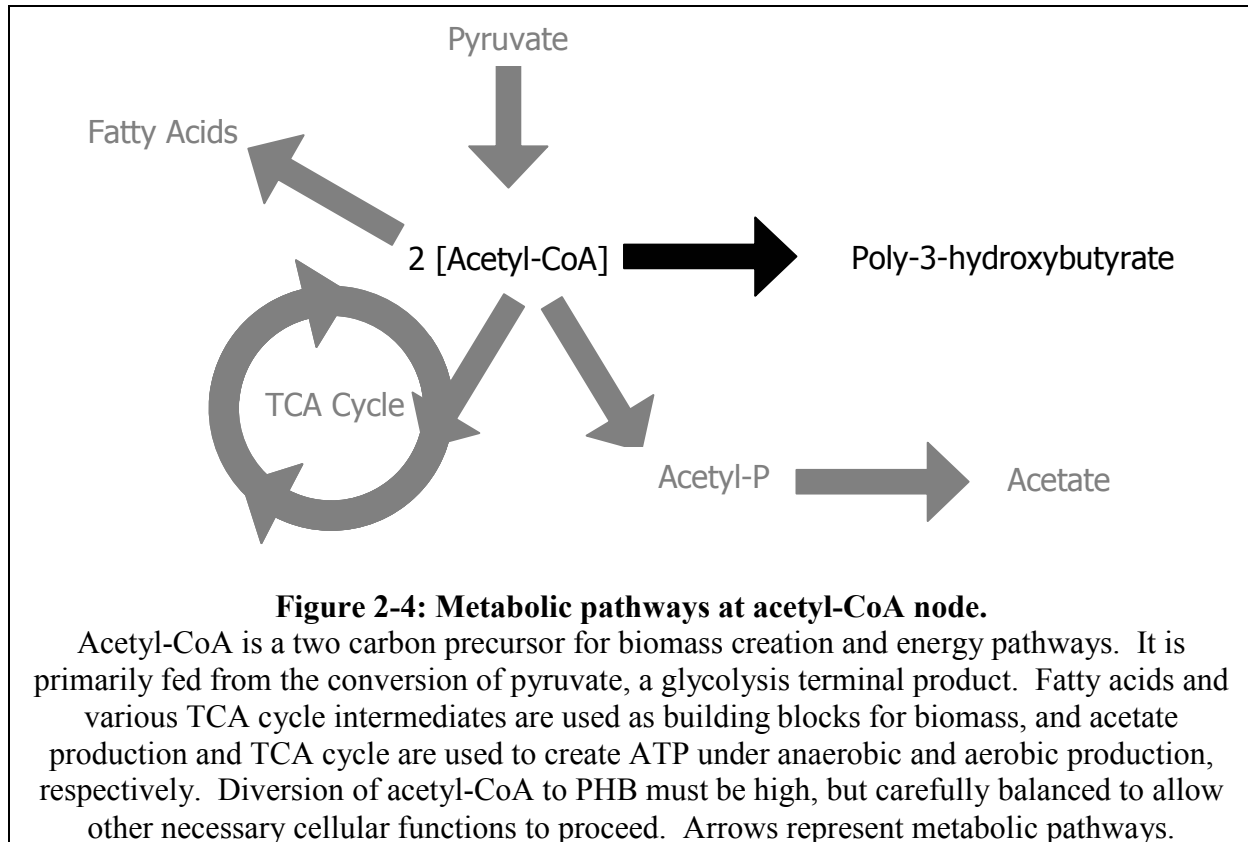 Pyruvate
Fatty Acids
2 [Acetyl-CoA]
Poly-3-hydroxybutyrate
TCA Cycle
Acetyl-P
Acetate
Figure 2-4: Metabolic pathways at acetyl-CoA node.
Acetyl-CoA is a two carbon precursor for biomass creation and energy pathways. It is
primarily fed from the conversion of pyruvate, a glycolysis terminal product. Fatty acids and
various TCA cycle intermediates are used as building blocks for biomass, and acetate
production and TCA cycle are used to create ATP under anaerobic and aerobic production,
respectively. Diversion of acetyl-CoA to PHB must be high, but carefully balanced to allow
other necessary cellular functions to proceed. Arrows represent metabolic pathways.